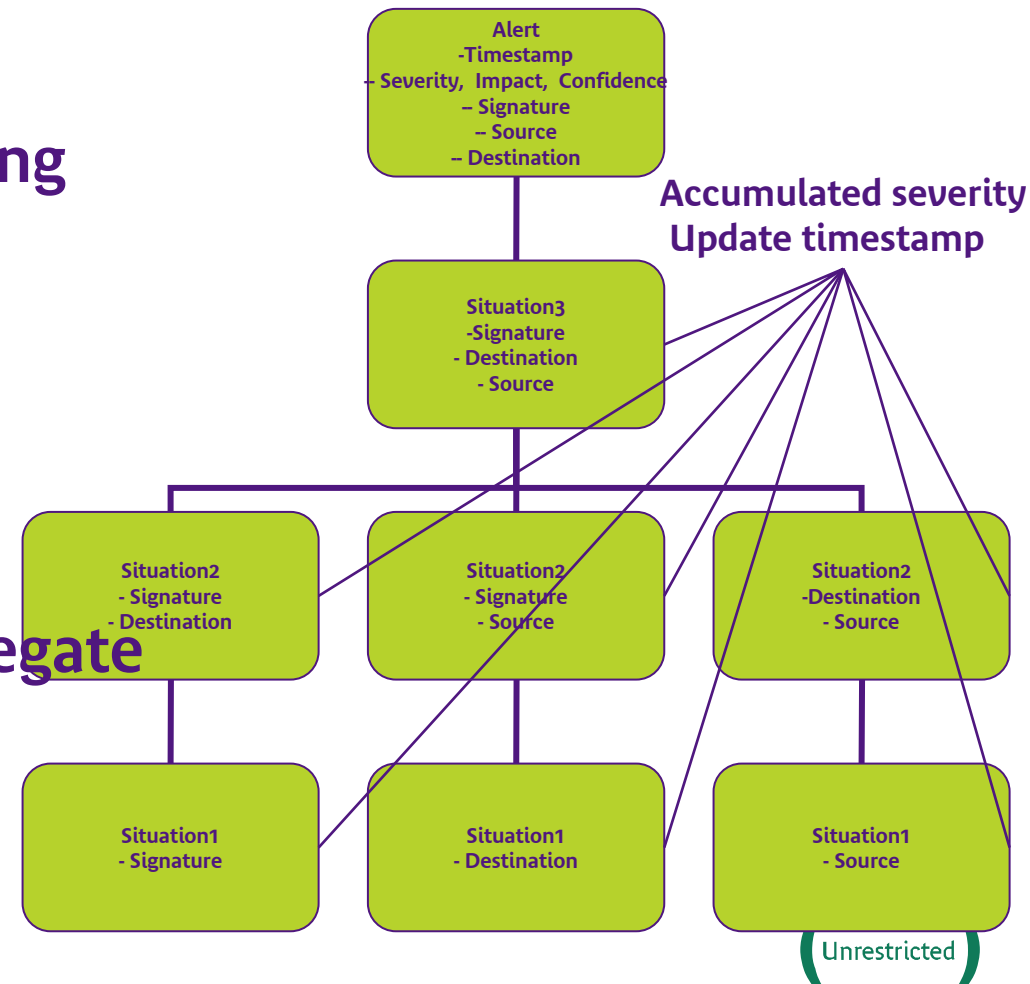 Alert
-Timestamp
-- Severity, Impact, Confidence
-- Signature
-- Source
-- Destination
ng
Accumulated severity
Update timestamp
Situation3
-Signature
- Destination
- Source
Situation2
- Signature
- Destination
Situation2
- Signature
- Source
Situation2
-Destination
- Source
egate
Situation1
- Signature
Situation1
- Destination
Situation1
- Source
Unrestricted